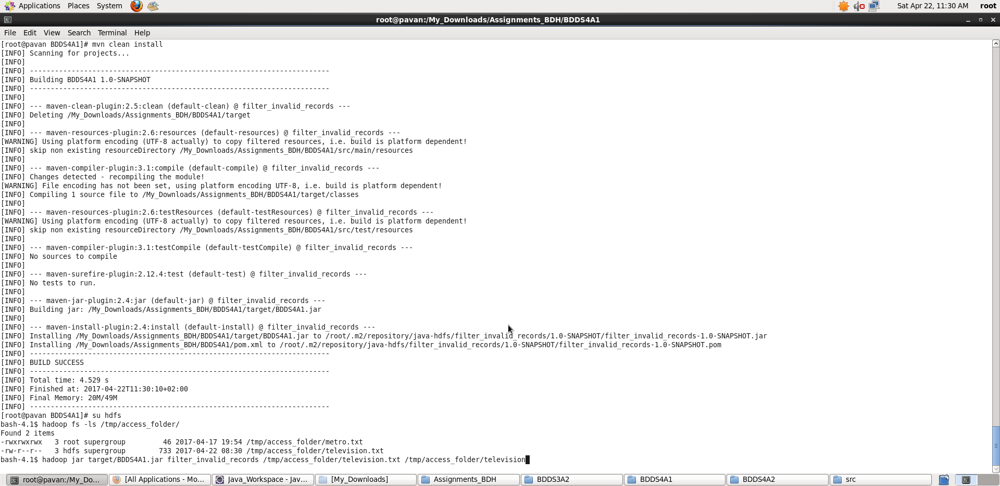 Applications Places System Sat Apr 22, 11:30 AM root
root@pavan:/My_Downloads/Assignments_BDH/BDDS4A1
File Edit View Search Terminal Help
[root@pavan BDDS4A1]# mvn clean install
[INFO] Scanning for projects...
[INFO]
[INFO] ------------------------------------------------------------------------
[INFO] Building BDDS4A1 1.0-SNAPSHOT
[INFO] ------------------------------------------------------------------------
[INFO]
[INFO] --- maven-clean-plugin:2.5:clean (default-clean) @ filter_invalid_records ---
[INFO] Deleting /My_Downloads/Assignments_BDH/BDDS4A1/target
[INFO]
[INFO] --- maven-resources-plugin:2.6:resources (default-resources) @ filter_invalid_records ---
[WARNING] Using platform encoding (UTF-8 actually) to copy filtered resources, i.e. build is platform dependent!
[INFO] skip non existing resourceDirectory /My_Downloads/Assignments_BDH/BDDS4A1/src/main/resources
[INFO]
[INFO] --- maven-compiler-plugin:3.1:compile (default-compile) @ filter_invalid_records ---
[INFO] Changes detected - recompiling the module!
[WARNING] File encoding has not been set, using platform encoding UTF-8, i.e. build is platform dependent!
[INFO] Compiling 1 source file to /My_Downloads/Assignments_BDH/BDDS4A1/target/classes
[INFO]
[INFO] --- maven-resources-plugin:2.6:testResources (default-testResources) @ filter_invalid_records ---
[WARNING] Using platform encoding (UTF-8 actually) to copy filtered resources, i.e. build is platform dependent!
[INFO] skip non existing resourceDirectory /My_Downloads/Assignments_BDH/BDDS4A1/src/test/resources
[INFO]
[INFO] --- maven-compiler-plugin:3.1:testCompile (default-testCompile) @ filter_invalid_records ---
[INFO] No sources to compile
[INFO]
[INFO] --- maven-surefire-plugin:2.12.4:test (default-test) @ filter_invalid_records ---
[INFO] No tests to run.
[INFO]
[INFO] --- maven-jar-plugin:2.4:jar (default-jar) @ filter_invalid_records ---
[INFO] Building jar: /My_Downloads/Assignments_BDH/BDDS4A1/target/BDDS4A1.jar
[INFO]
[INFO] --- maven-install-plugin:2.4:install (default-install) @ filter_invalid_records ---
[INFO] Installing /My_Downloads/Assignments_BDH/BDDS4A1/target/BDDS4A1.jar to /root/.m2/repository/java-hdfs/filter_invalid_records/1.0-SNAPSHOT/filter_invalid_records-1.0-SNAPSHOT.jar
[INFO] Installing /My_Downloads/Assignments_BDH/BDDS4A1/pom.xml to /root/.m2/repository/java-hdfs/filter_invalid_records/1.0-SNAPSHOT/filter_invalid_records-1.0-SNAPSHOT.pom
[INFO] ------------------------------------------------------------------------
[INFO] BUILD SUCCESS
[INFO] ------------------------------------------------------------------------
[INFO] Total time: 4.529 s
[INFO] Finished at: 2017-04-22T11:30:10+02:00
[INFO] Final Memory: 20M/49M
[INFO] ------------------------------------------------------------------------
[root@pavan BDDS4A1]# su hdfs
bash-4.1$ hadoop fs -ls /tmp/access_folder/
Found 2 items
-rwxrwxrwx   3 root supergroup         46 2017-04-17 19:54 /tmp/access_folder/metro.txt
-rw-r--r--   3 hdfs supergroup        733 2017-04-22 08:30 /tmp/access_folder/television.txt
bash-4.1$ hadoop jar target/BDDS4A1.jar filter_invalid_records /tmp/access_folder/television.txt /tmp/access_folder/television
root@pavan:/My_Do... [All Applications - Mo... Java_Workspace - Jav... [My_Downloads] Assignments_BDH BDDS3A2 BDDS4A1 BDDS4A2 src